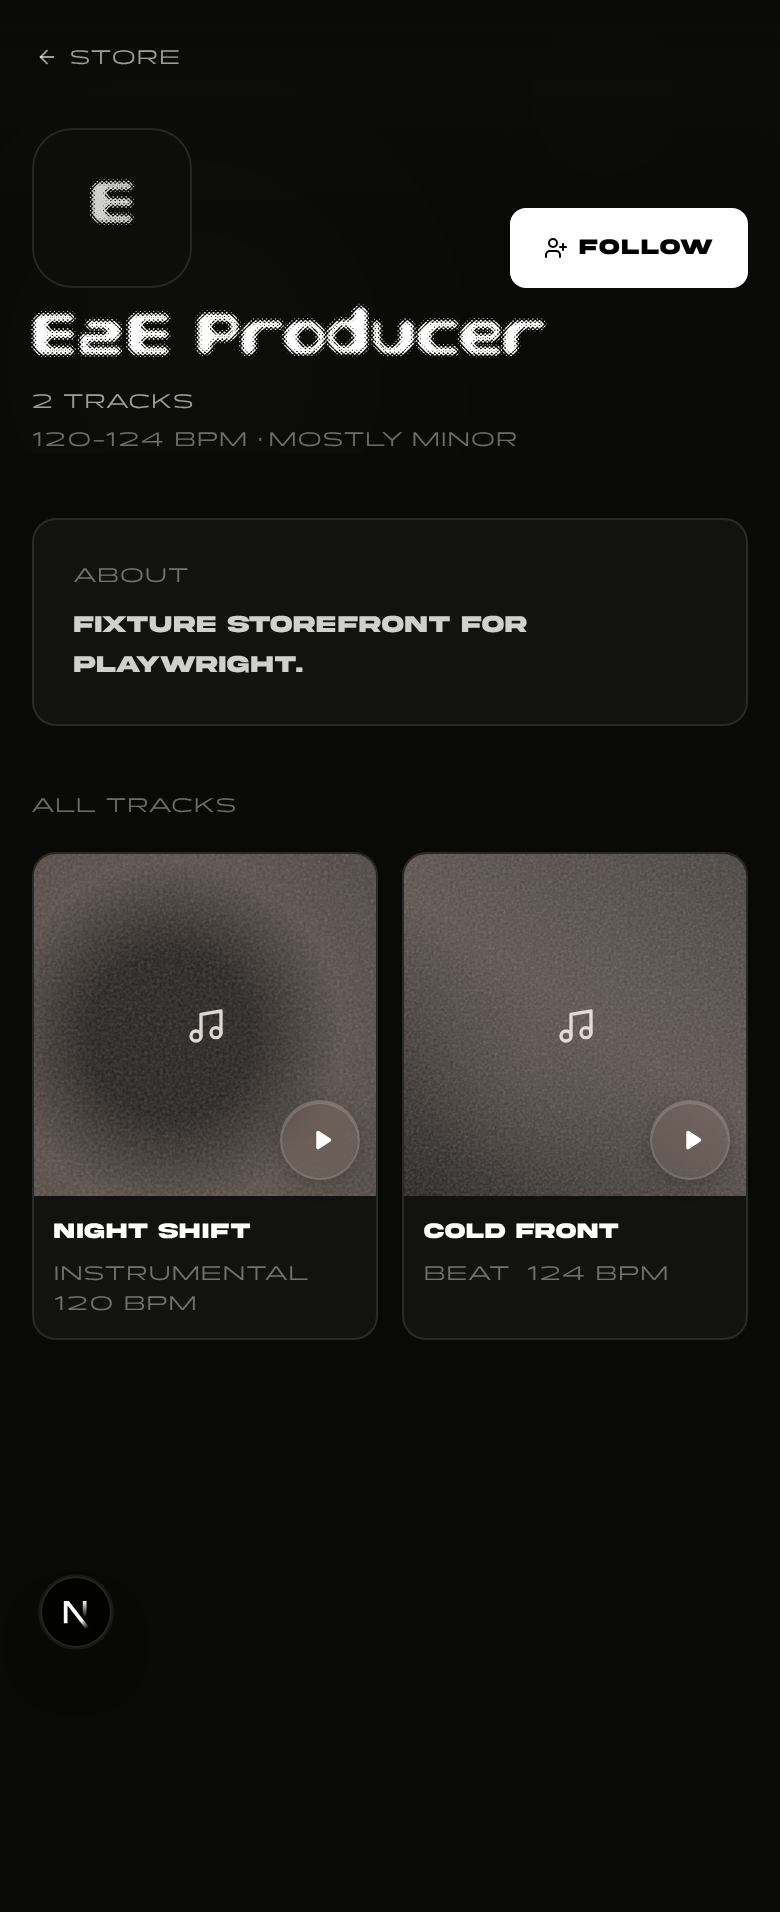 STORE
E
FOLLOW
E2E Producer
2 TRACKS
120–124 BPM · MOSTLY MINOR
ABOUT
FIXTURE STOREFRONT FOR
PLAYWRIGHT.
ALL TRACKS
NIGHT SHIFT
INSTRUMENTAL
120 BPM
COLD FRONT
BEAT 124 BPM
N